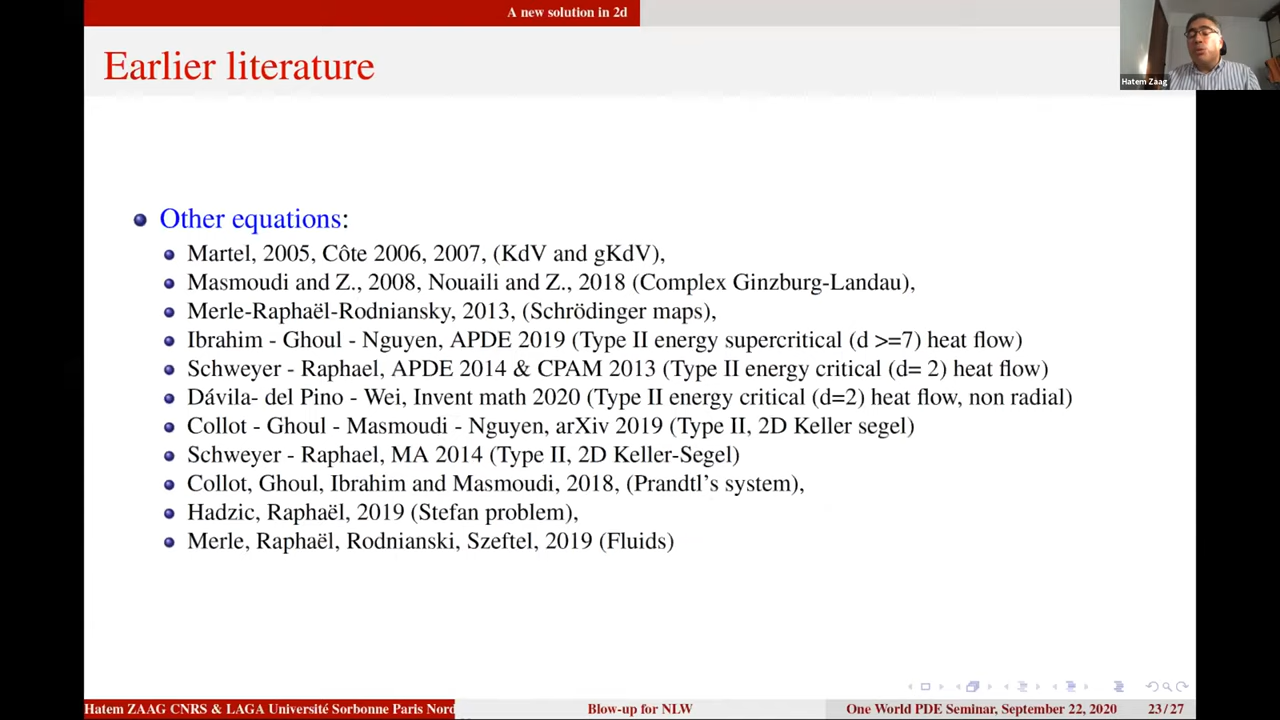 A new solution in 2d
Earlier literature
Hatem Zaag
Other equations:
Martel, 2005, Côte 2006, 2007, (KdV and gKdV),
Masmoudi and Z., 2008, Nouaili and Z., 2018 (Complex Ginzburg-Landau),
Merle-Raphaël-Rodniansky, 2013, (Schrödinger maps),
Ibrahim - Ghoul - Nguyen, APDE 2019 (Type II energy supercritical (d >=7) heat flow)
Schweyer - Raphael, APDE 2014 & CPAM 2013 (Type II energy critical (d= 2) heat flow)
Dávila- del Pino - Wei, Invent math 2020 (Type II energy critical (d=2) heat flow, non radial)
Collot - Ghoul - Masmoudi - Nguyen, arXiv 2019 (Type II, 2D Keller segel)
Schweyer - Raphael, MA 2014 (Type II, 2D Keller-Segel)
Collot, Ghoul, Ibrahim and Masmoudi, 2018, (Prandtl's system),
Hadzic, Raphaël, 2019 (Stefan problem),
Merle, Raphaël, Rodnianski, Szeftel, 2019 (Fluids)
Hatem ZAAG CNRS & LAGA Université Sorbonne Paris Nord
Blow-up for NLW
One World PDE Seminar, September 22, 2020
23/27